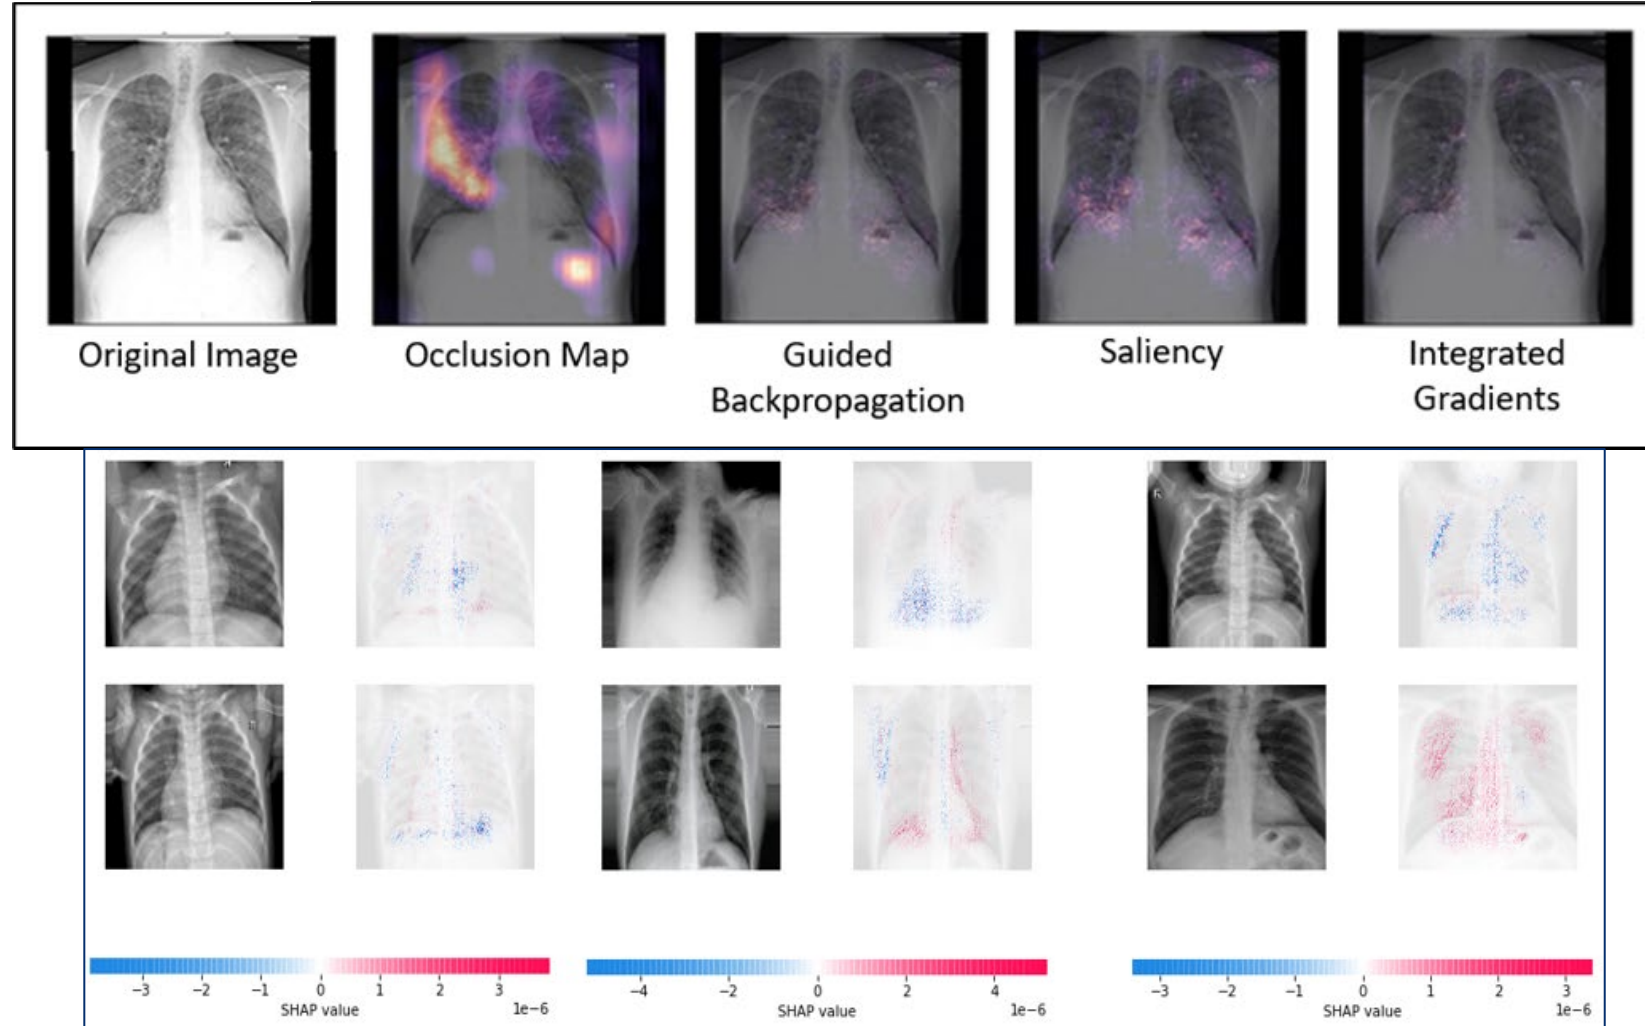 Original Image
Occlusion Map
Guided
Backpropagation
Saliency
Integrated
Gradients
−3 −2 −1 0 1 2 3
SHAP value 1e−6
−4 −2 0 2 4
SHAP value 1e−6
−3 −2 −1 0 1 2 3
SHAP value 1e−6